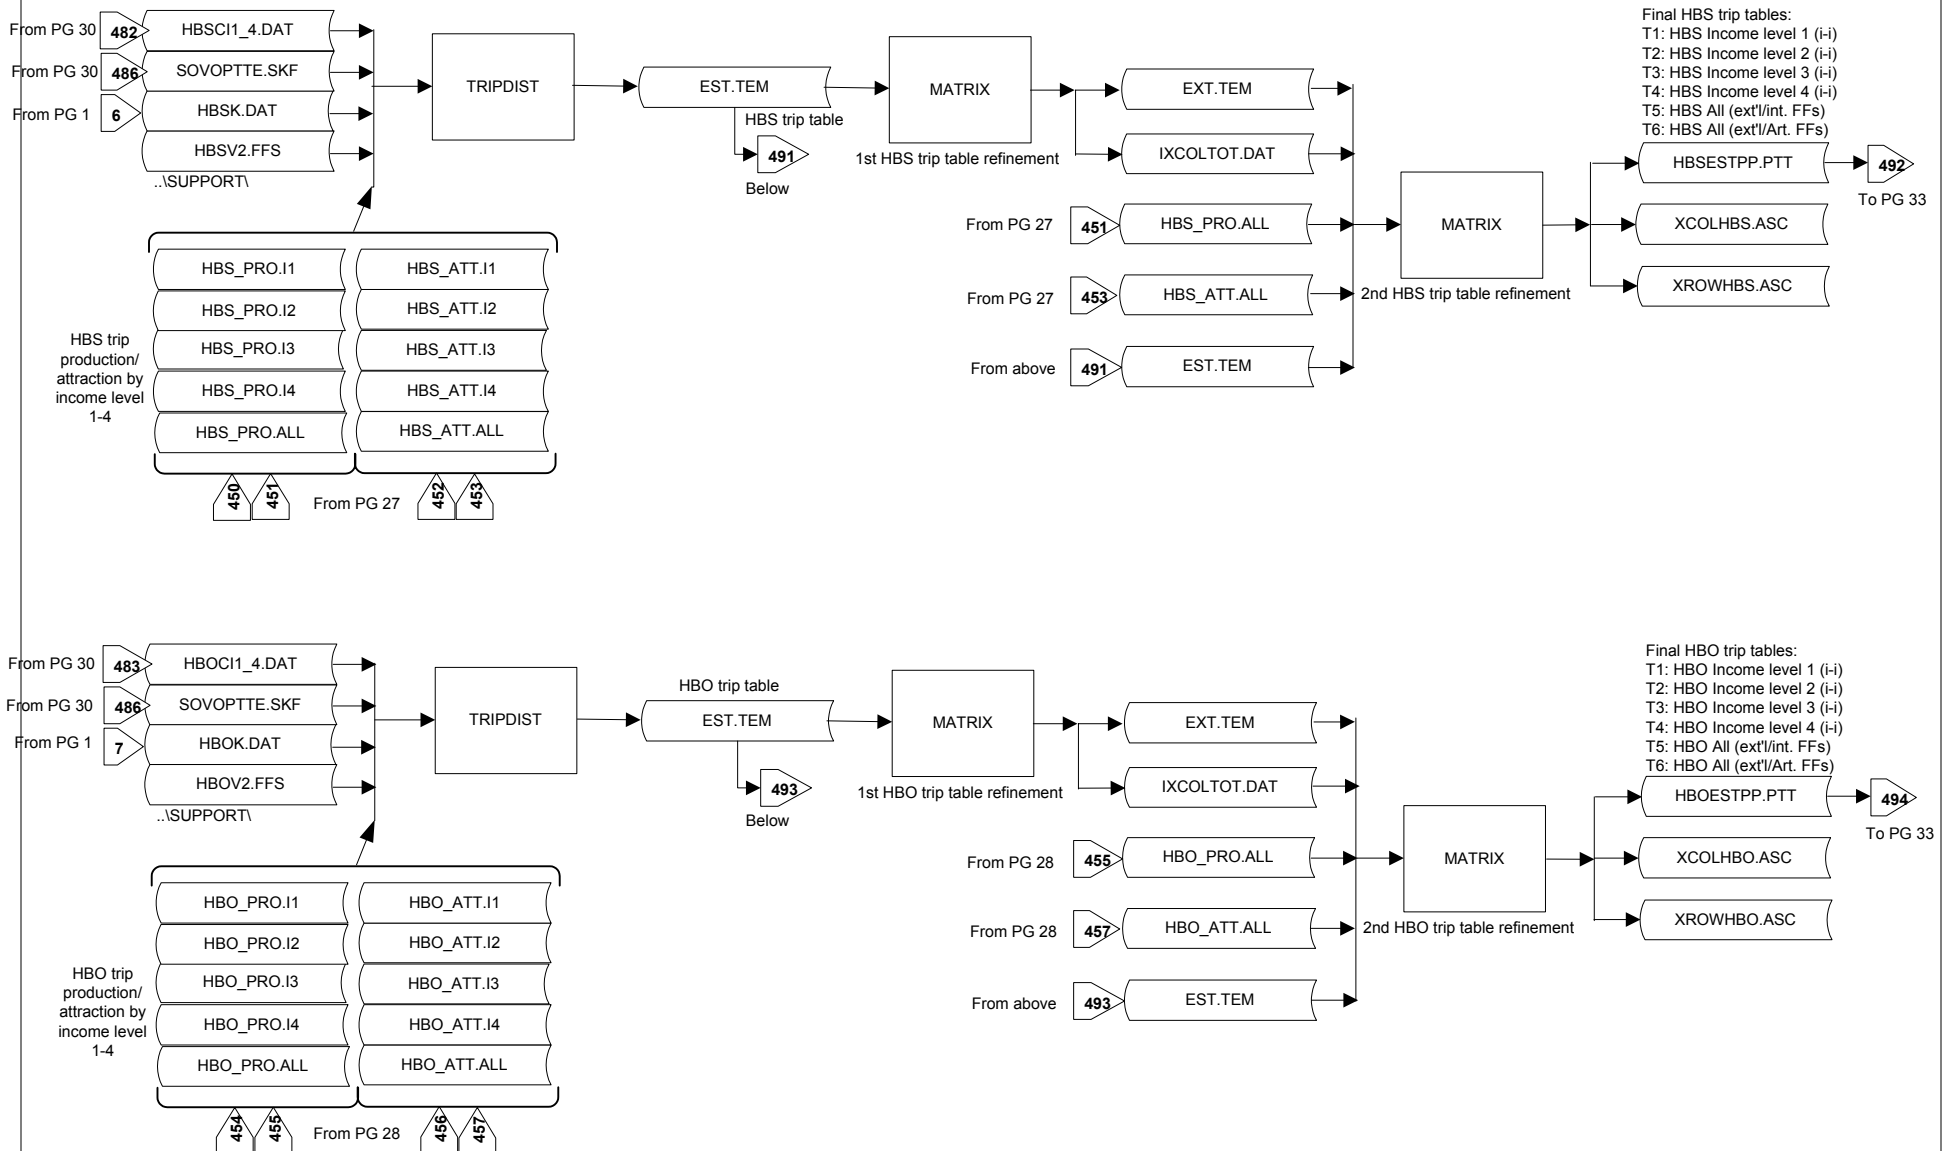 From PG 30
482
HBSCI1_4.DAT
From PG 30
486
SOVOPTTE.SKF
From PG 1
6
HBSK.DAT
HBSV2.FFS
..\SUPPORT\
TRIPDIST
EST.TEM
HBS trip table
491
Below
MATRIX
1st HBS trip table refinement
EXT.TEM
IXCOLTOT.DAT
From PG 27
451
HBS_PRO.ALL
From PG 27
453
HBS_ATT.ALL
From above
491
EST.TEM
MATRIX
2nd HBS trip table refinement
Final HBS trip tables:
T1: HBS Income level 1 (i-i)
T2: HBS Income level 2 (i-i)
T3: HBS Income level 3 (i-i)
T4: HBS Income level 4 (i-i)
T5: HBS All (ext'l/int. FFs)
T6: HBS All (ext'l/Art. FFs)
HBSESTPP.PTT
492
To PG 33
XCOLHBS.ASC
XROWHBS.ASC
HBS trip
production/
attraction by
income level
1-4
HBS_PRO.I1
HBS_ATT.I1
HBS_PRO.I2
HBS_ATT.I2
HBS_PRO.I3
HBS_ATT.I3
HBS_PRO.I4
HBS_ATT.I4
HBS_PRO.ALL
HBS_ATT.ALL
450
451
From PG 27
452
453
From PG 30
483
HBOCI1_4.DAT
From PG 30
486
SOVOPTTE.SKF
From PG 1
7
HBOK.DAT
HBOV2.FFS
..\SUPPORT\
TRIPDIST
HBO trip table
EST.TEM
493
Below
MATRIX
1st HBO trip table refinement
EXT.TEM
IXCOLTOT.DAT
From PG 28
455
HBO_PRO.ALL
From PG 28
457
HBO_ATT.ALL
From above
493
EST.TEM
MATRIX
2nd HBO trip table refinement
Final HBO trip tables:
T1: HBO Income level 1 (i-i)
T2: HBO Income level 2 (i-i)
T3: HBO Income level 3 (i-i)
T4: HBO Income level 4 (i-i)
T5: HBO All (ext'l/int. FFs)
T6: HBO All (ext'l/Art. FFs)
HBOESTPP.PTT
494
To PG 33
XCOLHBO.ASC
XROWHBO.ASC
HBO trip
production/
attraction by
income level
1-4
HBO_PRO.I1
HBO_ATT.I1
HBO_PRO.I2
HBO_ATT.I2
HBO_PRO.I3
HBO_ATT.I3
HBO_PRO.I4
HBO_ATT.I4
HBO_PRO.ALL
HBO_ATT.ALL
454
455
From PG 28
456
457